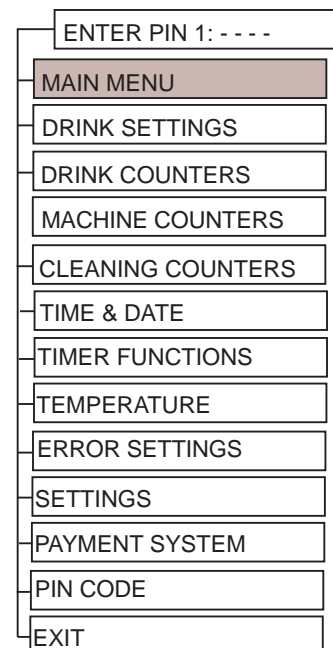 ENTER PIN 1: - - - -
MAIN MENU
DRINK SETTINGS
DRINK COUNTERS
MACHINE COUNTERS
CLEANING COUNTERS
TIME & DATE
TIMER FUNCTIONS
TEMPERATURE
ERROR SETTINGS
SETTINGS
PAYMENT SYSTEM
PIN CODE
EXIT